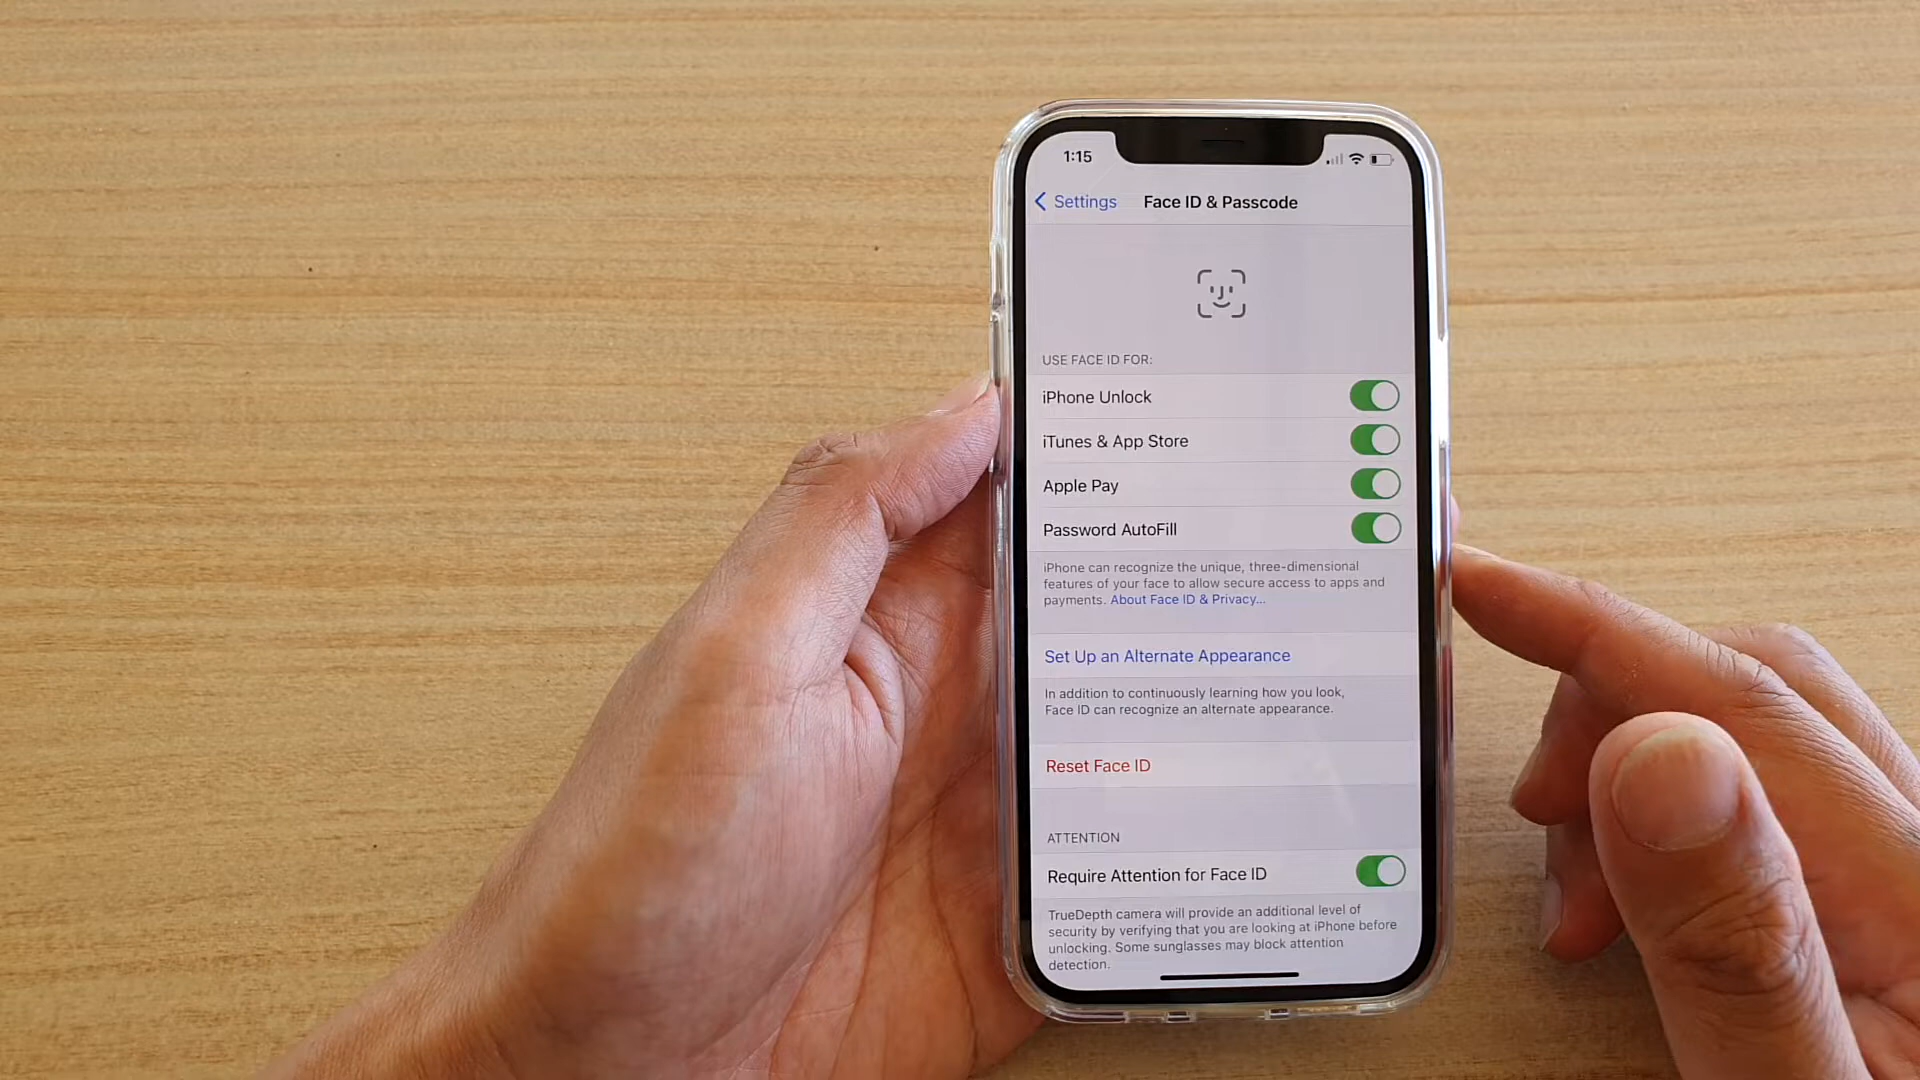 1:15
Settings Face ID & Passcode
USE FACE ID FOR:
iPhone Unlock
iTunes & App Store
Apple Pay
Password AutoFill
iPhone can recognize the unique, three-dimensional
features of your face to allow secure access to apps and
payments. About Face ID & Privacy...
Set Up an Alternate Appearance
In addition to continuously learning how you look,
Face ID can recognize an alternate appearance.
Reset Face ID
ATTENTION
Require Attention for Face ID
TrueDepth camera will provide an additional level of
security by verifying that you are looking at iPhone before
unlocking. Some sunglasses may block attention
detection.